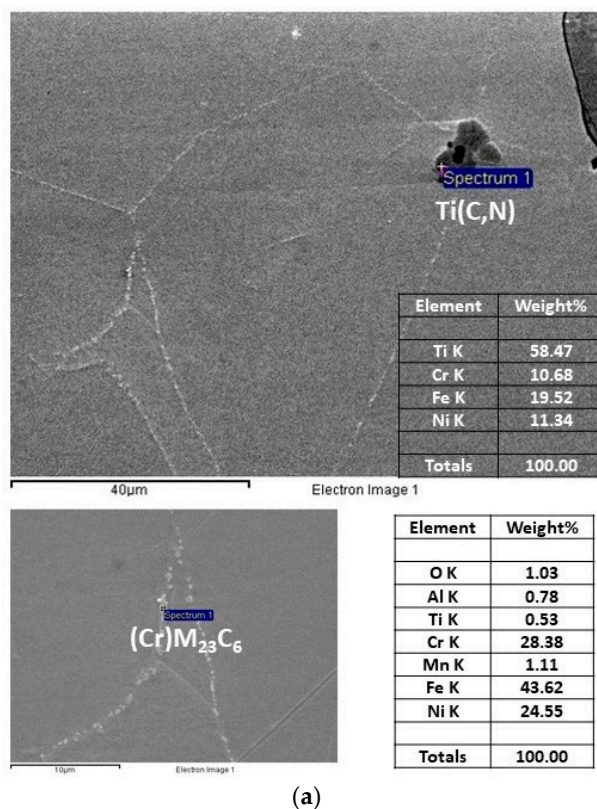 Spectrum 1
Ti(C,N)
Element Weight%
Ti K 58.47
Cr K 10.68
Fe K 19.52
Ni K 11.34
Totals 100.00
40µm Electron Image 1
Spectrum 1
(Cr)M₂₃C₆
10µm Electron Image 1
Element Weight%
O K 1.03
Al K 0.78
Ti K 0.53
Cr K 28.38
Mn K 1.11
Fe K 43.62
Ni K 24.55
Totals 100.00
(a)